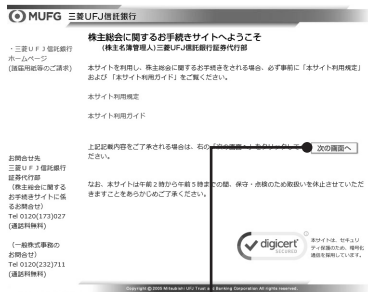 MUFG 三菱UFJ信託銀行
株主総会に関するお手続きサイトへようこそ
(株主名簿管理人)三菱UFJ信託銀行証券代行部
・三菱UFJ信託銀行
ホームページ
(諸届用紙等のご請求)
本サイトを利用し、株主総会に関するお手続きをされる場合、必ず事前に「本サイト利用規定」
および「本サイト利用ガイド」をご覧ください。
本サイト利用規定
本サイト利用ガイド
上記記載内容をご了承される場合は、右の「次の画面へ」をクリックして
ださい。
次の画面へ
お問合せ先
三菱UFJ信託銀行
証券代行部
(株主総会に関する
お手続きサイトに係
るお問合せ)
Tel 0120(173)027
(通話料無料)
なお、本サイトは午前2時から午前5時までの間、保守・点検のため取扱いを休止させていただ
きますことをあらかじめご了承ください。
(一般株式事務の
お問合せ)
Tel 0120(232)711
(通話料無料)
digicert
SECURED
本サイトは、セキュリ
ティ保護のため、暗号化
通信を採用しています。
Copyright © 2005 Mitsubishi UFJ Trust a Banking Corporation All rights reserved.